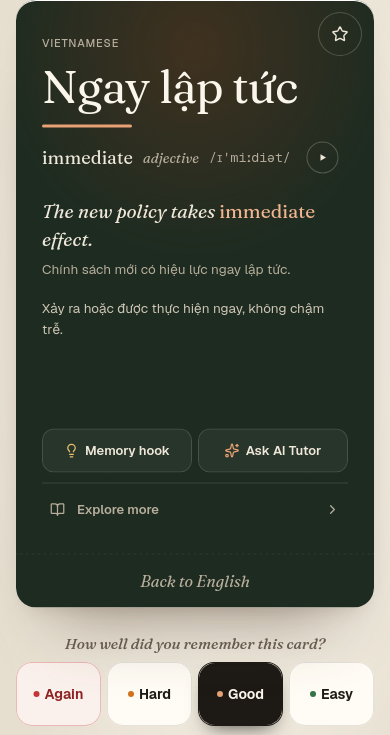 VIETNAMESE
Ngay lập tức
immediate adjective /ɪˈmiːdiət/
The new policy takes immediate
effect.
Chính sách mới có hiệu lực ngay lập tức.
Xảy ra hoặc được thực hiện ngay, không chậm
trễ.
Memory hook Ask AI Tutor
Explore more
Back to English
How well did you remember this card?
Again Hard Good Easy